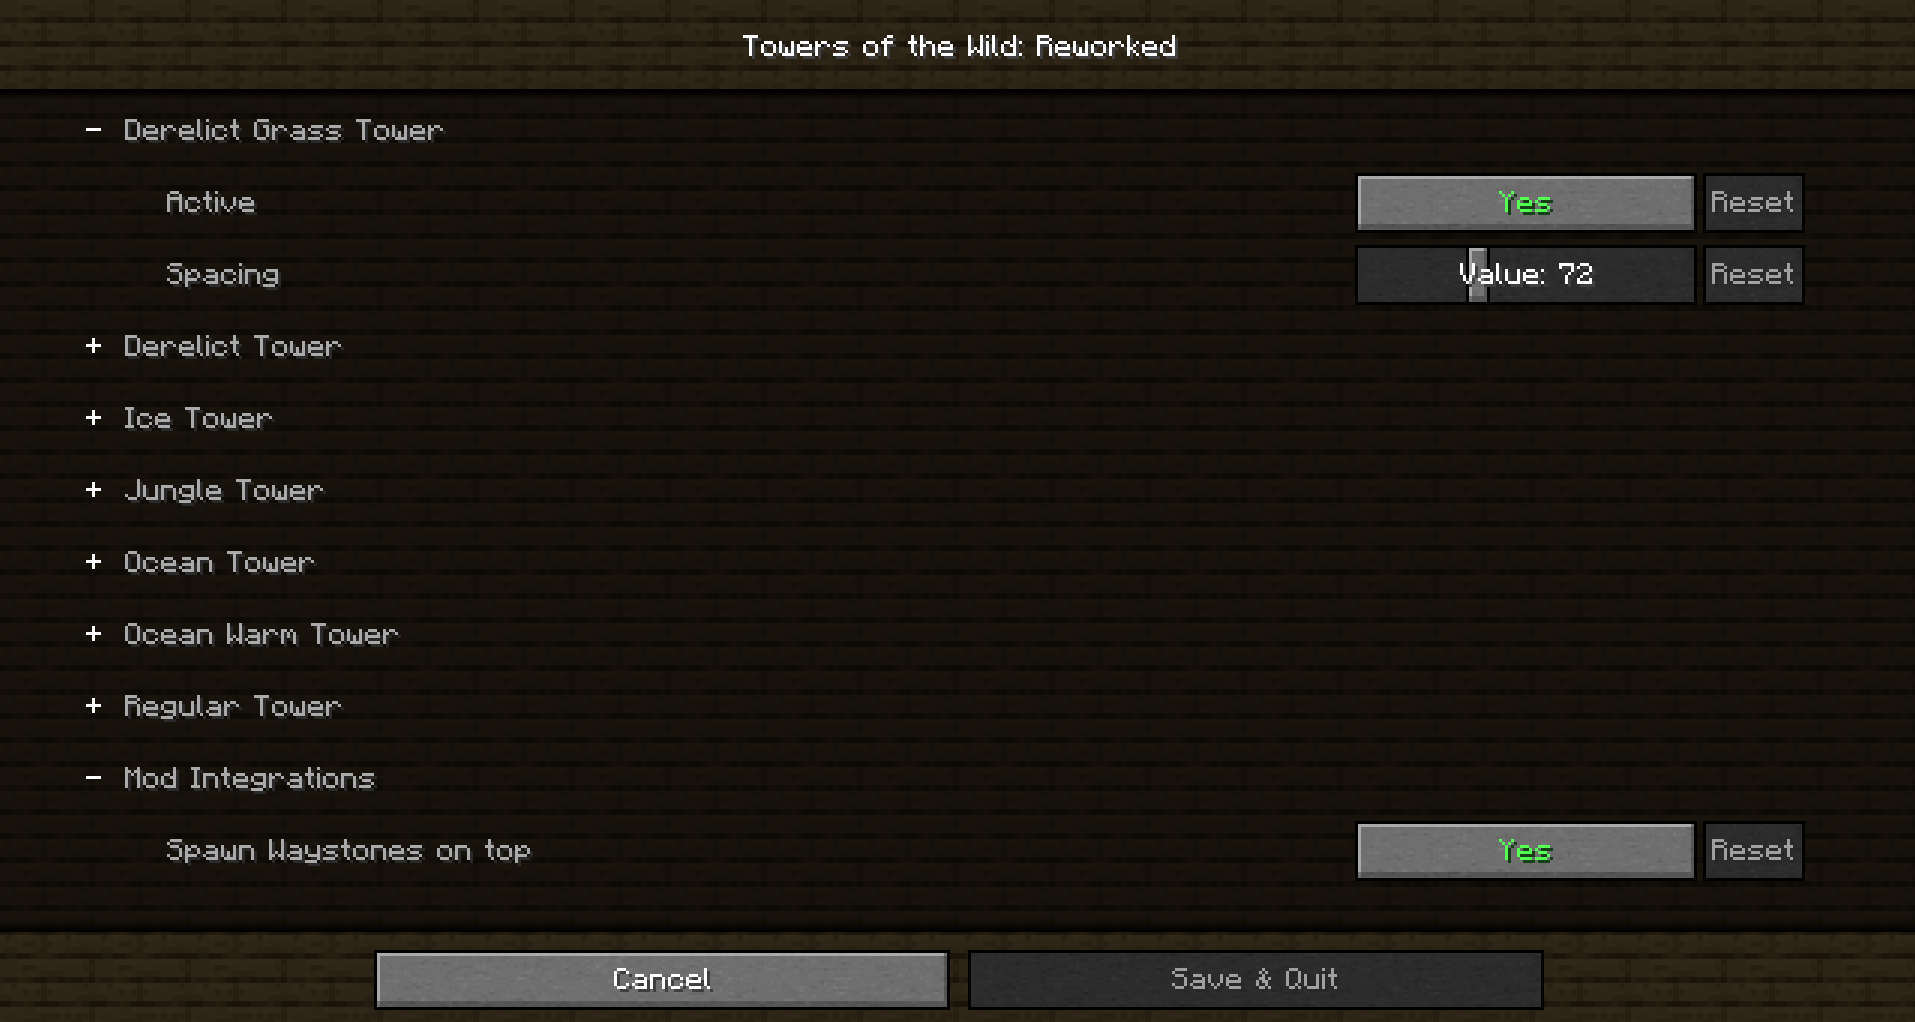 Towers of the Wild: Reworked
− Derelict Grass Tower
Active Yes Reset
Spacing Value: 72 Reset
+ Derelict Tower
+ Ice Tower
+ Jungle Tower
+ Ocean Tower
+ Ocean Warm Tower
+ Regular Tower
− Mod Integrations
Spawn Waystones on top Yes Reset
Cancel Save & Quit